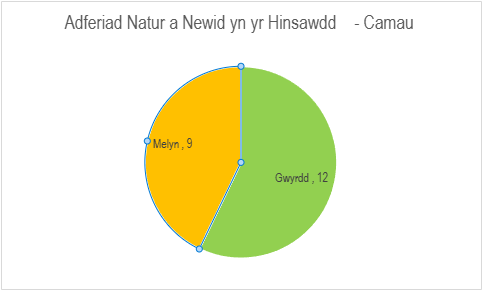 Adferiad Natur a Newid yn yr Hinsawdd - Camau
Melyn , 9
Gwyrdd , 12